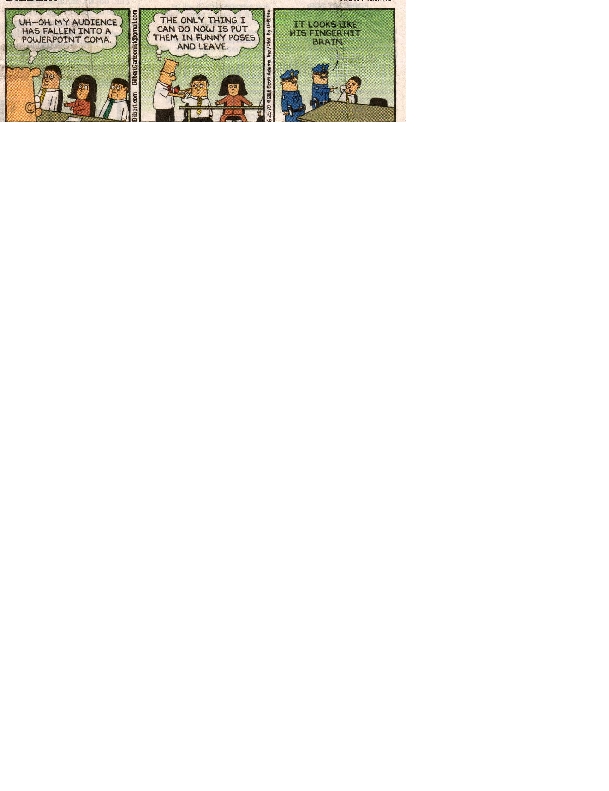 UH-OH. MY AUDIENCE
HAS FALLEN INTO A
POWERPOINT COMA.
Dilbert.com DilbertCartoonist@gmail.com
THE ONLY THING I
CAN DO NOW IS PUT
THEM IN FUNNY POSES
AND LEAVE.
IT LOOKS LIKE
HIS FINGER HIT
BRAIN.